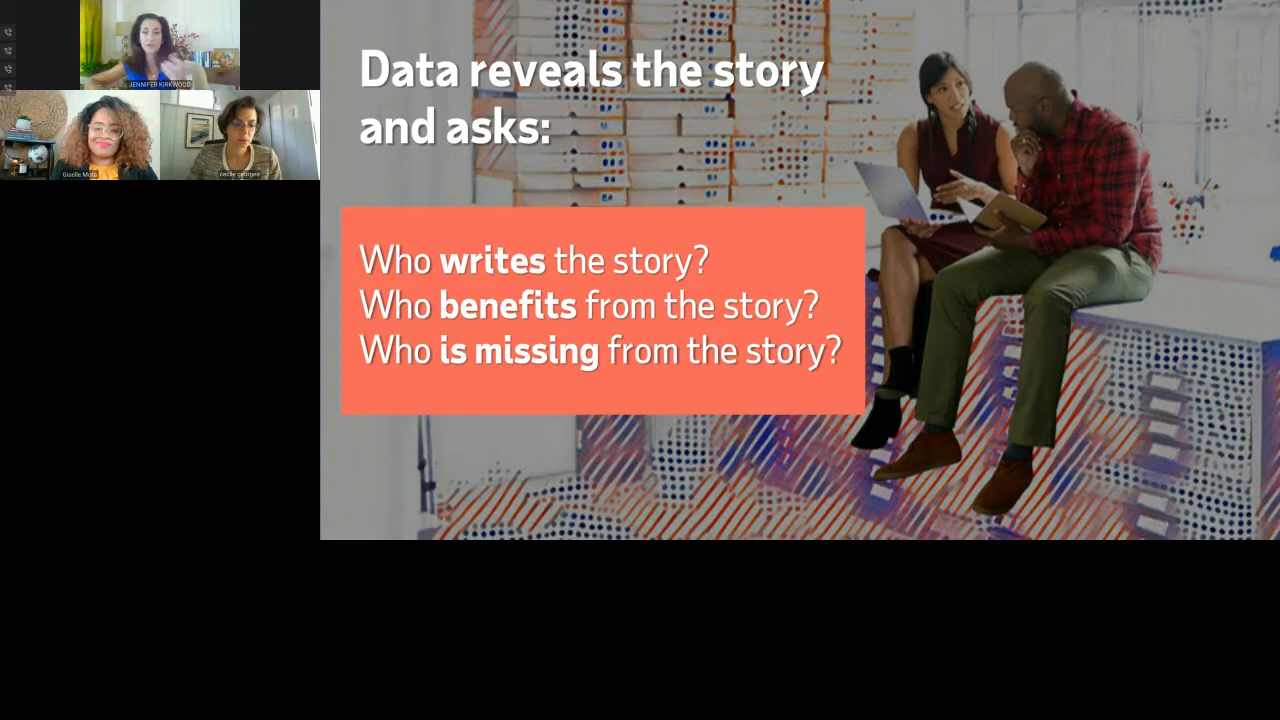 JENNIFER KIRKWOOD
Giselle Mota
cecile georges
Data reveals the story
and asks:
Who writes the story?
Who benefits from the story?
Who is missing from the story?